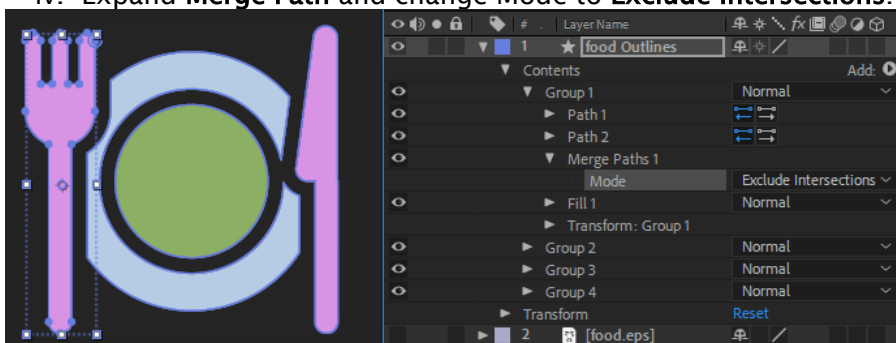 iv. Expand Merge Path and change Mode to Exclude Intersections.
# . Layer Name
1 food Outlines
Contents Add:
Group 1 Normal
Path 1
Path 2
Merge Paths 1
Mode Exclude Intersections
Fill 1 Normal
Transform: Group 1
Group 2 Normal
Group 3 Normal
Group 4 Normal
Transform Reset
2 [food.eps]